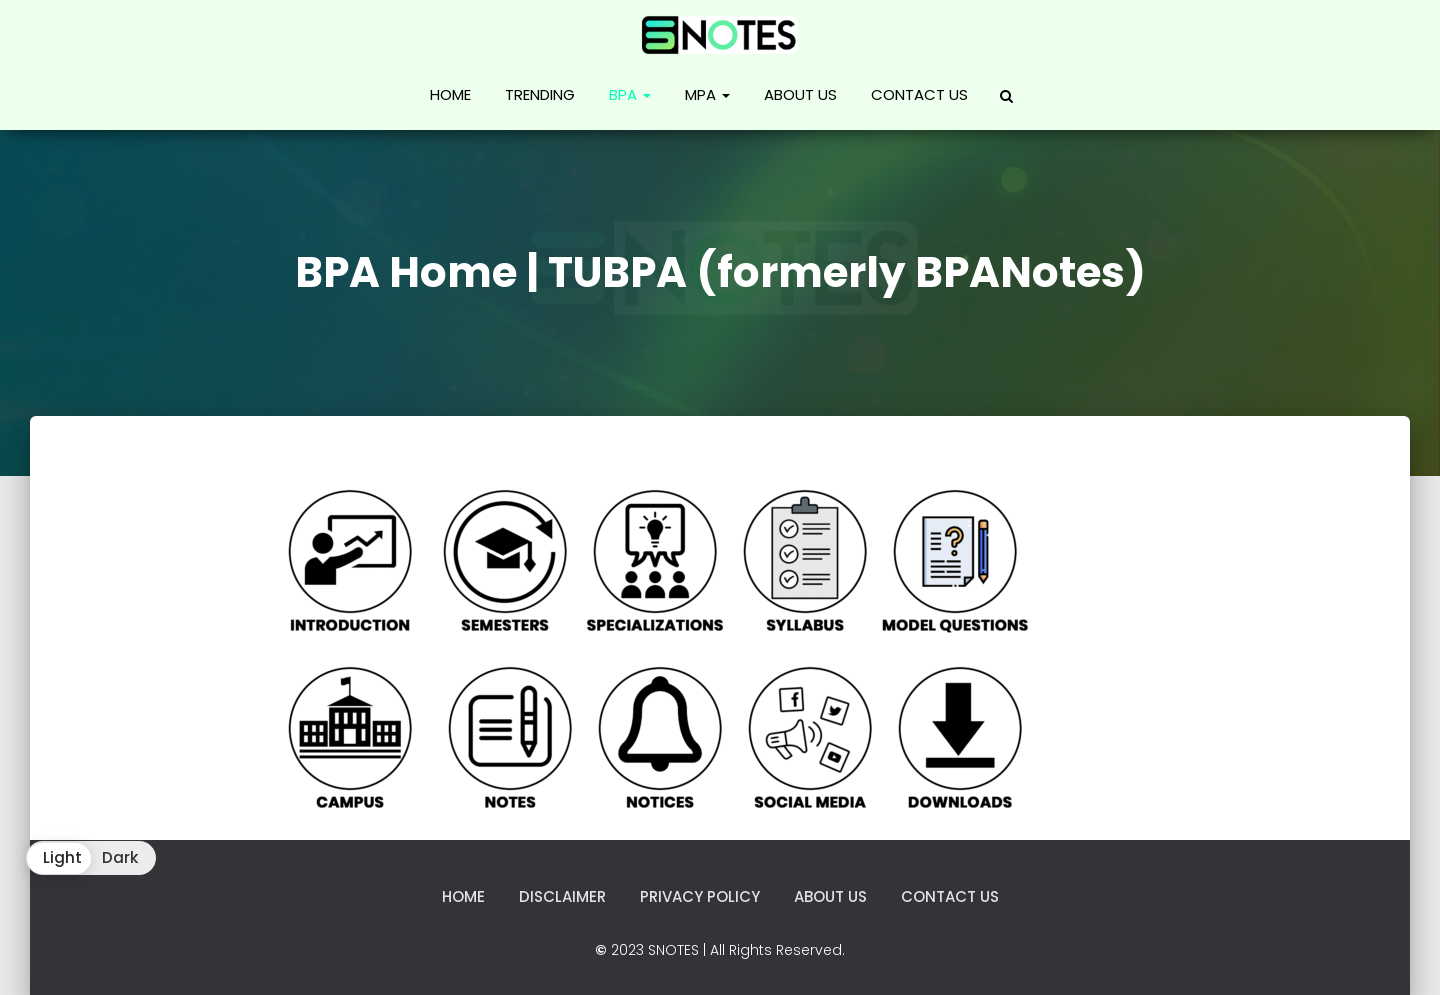 SNOTES
HOME TRENDING BPA MPA ABOUT US CONTACT US
SNOTES
BPA Home | TUBPA (formerly BPANotes)
INTRODUCTION SEMESTERS SPECIALIZATIONS SYLLABUS MODEL QUESTIONS
CAMPUS NOTES NOTICES SOCIAL MEDIA DOWNLOADS
Light Dark
HOME DISCLAIMER PRIVACY POLICY ABOUT US CONTACT US
© 2023 SNOTES | All Rights Reserved.